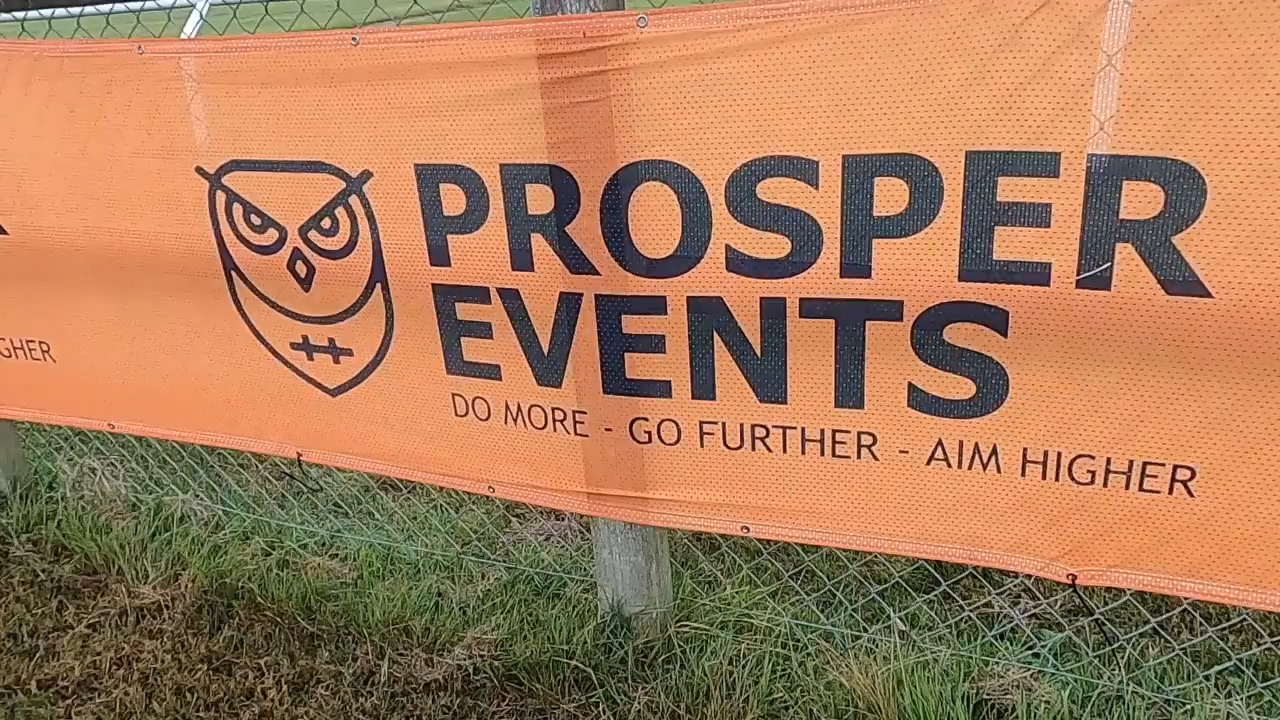 GHER
PROSPER
EVENTS
DO MORE - GO FURTHER - AIM HIGHER